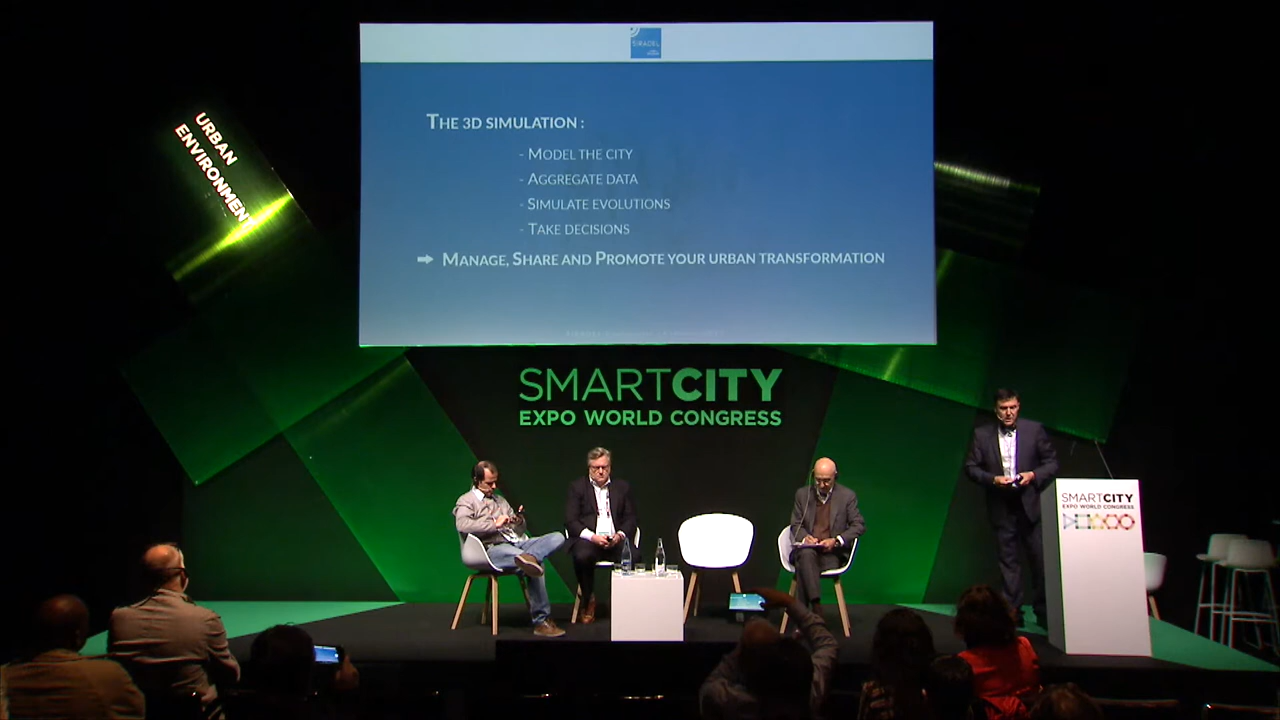 SIRADEL
THE 3D SIMULATION :
- MODEL THE CITY
- AGGREGATE DATA
- SIMULATE EVOLUTIONS
- TAKE DECISIONS
MANAGE, SHARE AND PROMOTE YOUR URBAN TRANSFORMATION
URBAN
ENVIRONMENT
SMARTCITY
EXPO WORLD CONGRESS
SMARTCITY
EXPO WORLD CONGRESS